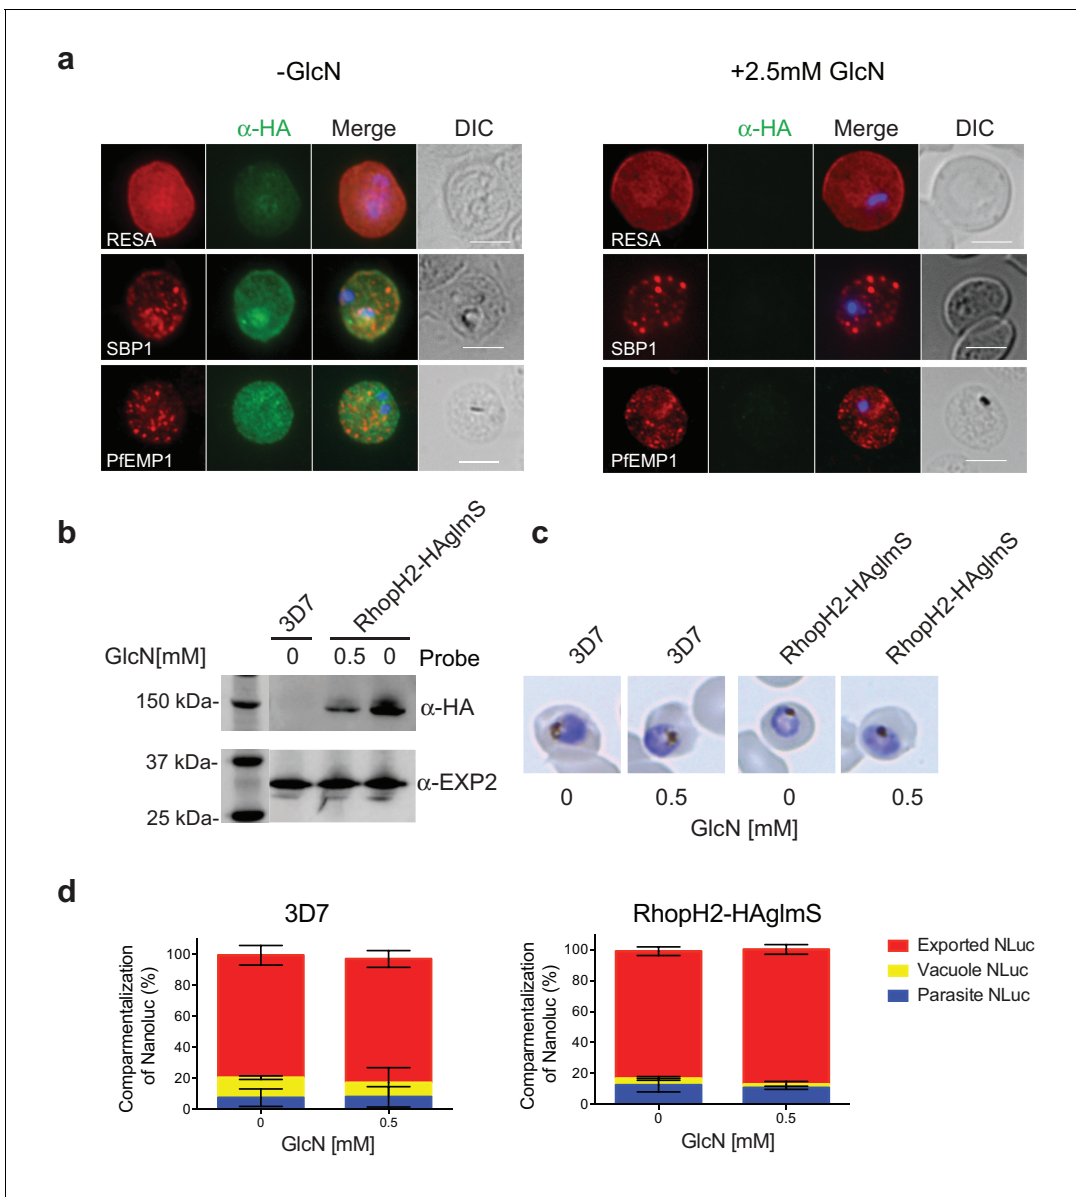 a
-GlcN
+2.5mM GlcN
α-HA Merge DIC
α-HA Merge DIC
RESA
RESA
SBP1
SBP1
PfEMP1
PfEMP1
b
3D7
RhopH2-HAglmS
GlcN[mM] 0 0.5 0 Probe
150 kDa- α-HA
37 kDa-
α-EXP2
25 kDa-
c
3D7
3D7
RhopH2-HAglmS
RhopH2-HAglmS
0 0.5 0 0.5
GlcN [mM]
d
3D7
Comparmentalization
of Nanoluc (%)
100
80
60
40
20
0
0 0.5
GlcN [mM]
RhopH2-HAglmS
Comparmentalization
of Nanoluc (%)
100
80
60
40
20
0
0 0.5
GlcN [mM]
Exported NLuc
Vacuole NLuc
Parasite NLuc